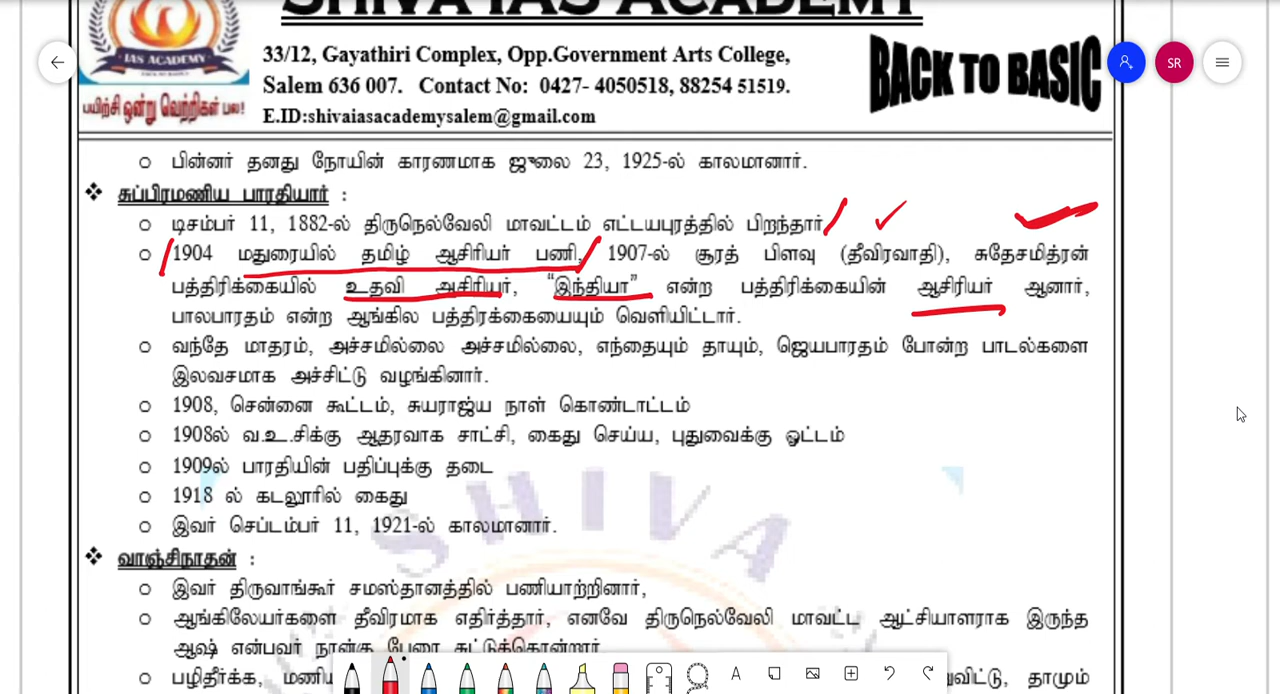 SHIVA IAS ACADEMY
IAS ACADEMY
பயிற்சி ஒன்று வெற்றிகள் பல!
33/12, Gayathiri Complex, Opp.Government Arts College,
Salem 636 007. Contact No: 0427- 4050518, 88254 51519.
E.ID:shivaiasacademysalem@gmail.com
BACK TO BASIC
SR
பின்னர் தனது நோயின் காரணமாக ஜுலை 23, 1925-ல் காலமானார்.
சுப்பிரமணிய பாரதியார் :
டிசம்பர் 11, 1882-ல் திருநெல்வேலி மாவட்டம் எட்டயபுரத்தில் பிறந்தார்
1904 மதுரையில் தமிழ் ஆசிரியர் பணி, 1907-ல் சூரத் பிளவு (தீவிரவாதி), சுதேசமித்ரன்
பத்திரிக்கையில் உதவி அசிரியர், “இந்தியா” என்ற பத்திரிக்கையின் ஆசிரியர் ஆனார்,
பாலபாரதம் என்ற ஆங்கில பத்திரக்கையையும் வெளியிட்டார்.
வந்தே மாதரம், அச்சமில்லை அச்சமில்லை, எந்தையும் தாயும், ஜெயபாரதம் போன்ற பாடல்களை
இலவசமாக அச்சிட்டு வழங்கினார்.
1908, சென்னை கூட்டம், சுயராஜ்ய நாள் கொண்டாட்டம்
1908ல் வ.உ.சிக்கு ஆதரவாக சாட்சி, கைது செய்ய, புதுவைக்கு ஓட்டம்
1909ல் பாரதியின் பதிப்புக்கு தடை
1918 ல் கடலூரில் கைது
இவர் செப்டம்பர் 11, 1921-ல் காலமானார்.
SHIVA
வாஞ்சிநாதன் :
இவர் திருவாங்கூர் சமஸ்தானத்தில் பணியாற்றினார்,
ஆங்கிலேயர்களை தீவிரமாக எதிர்த்தார், எனவே திருநெல்வேலி மாவட்ட ஆட்சியாளராக இருந்த
ஆஷ் என்பவர் நான்கு பேரை சுட்டுக்கொன்றார்
பழிதீர்க்க, தாமும்